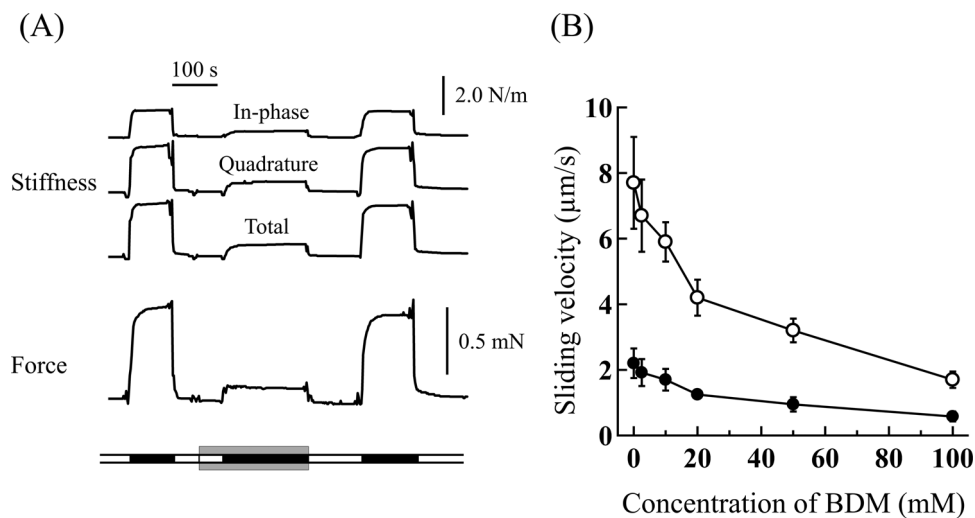 (A)
100 s
2.0 N/m
In-phase
Stiffness
Quadrature
Total
0.5 mN
Force
(B)
Sliding velocity (μm/s)
10
8
6
4
2
0
0 20 40 60 80 100
Concentration of BDM (mM)